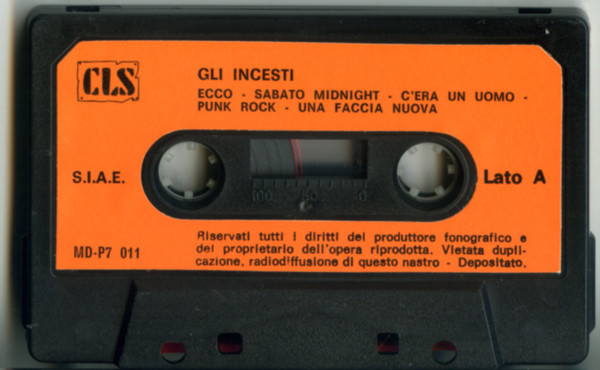 CLS
GLI INCESTI
ECCO - SABATO MIDNIGHT - C'ERA UN UOMO -
PUNK ROCK - UNA FACCIA NUOVA
S.I.A.E.
Lato A
100 50 0
MD-P7 011
Riservati tutti i diritti del produttore fonografico e
del proprietario dell'opera riprodotta. Vietata dupli-
cazione, radiodiffusione di questo nastro - Depositato.